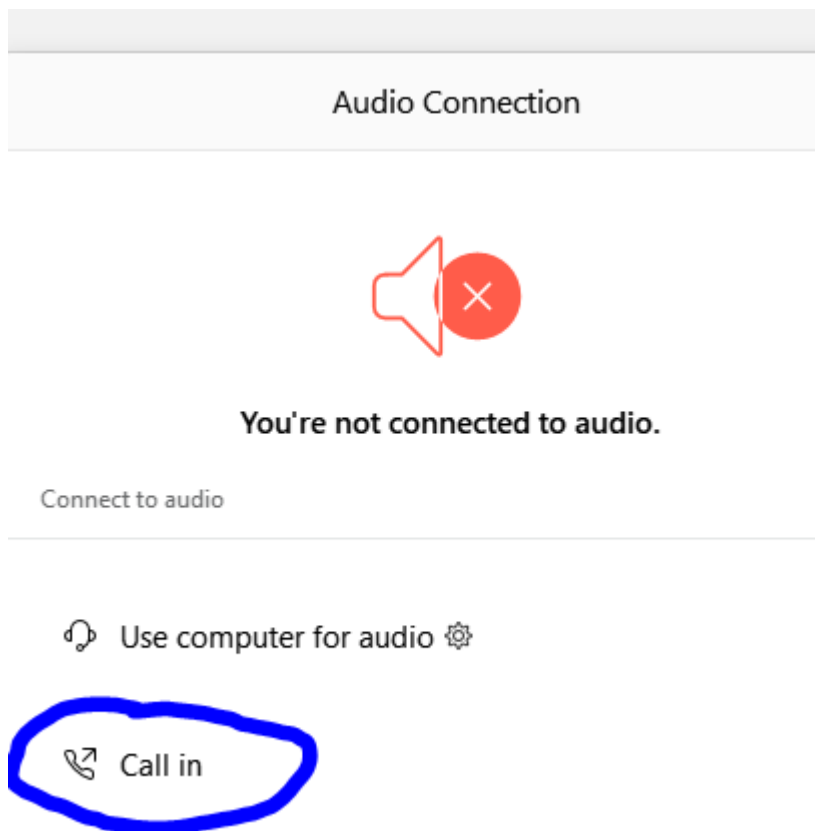 Audio Connection
You're not connected to audio.
Connect to audio
Use computer for audio
Call in